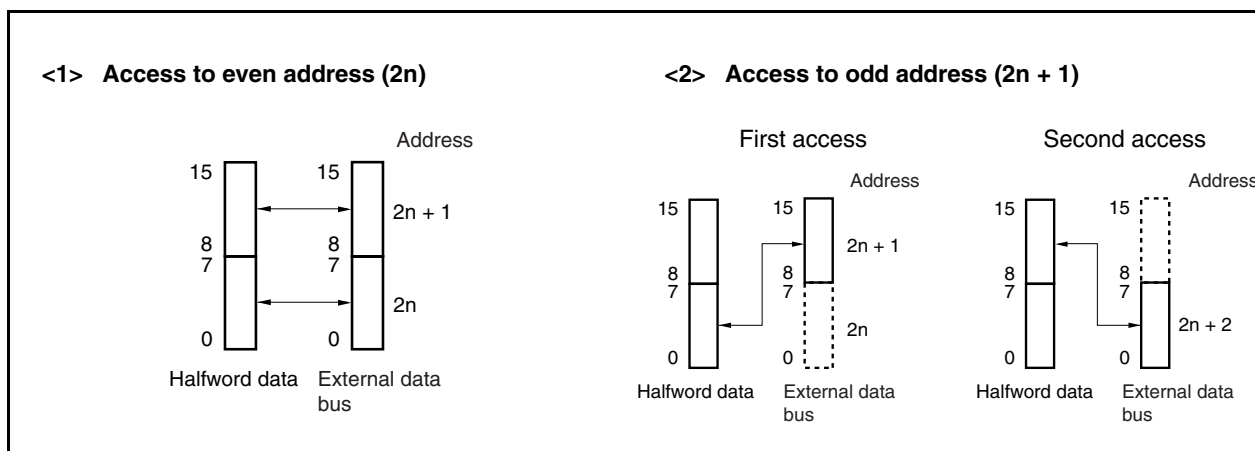 <1> Access to even address (2n)
Address
15
15
2n + 1
8
8
7
7
2n
0
0
Halfword data
External data
bus
<2> Access to odd address (2n + 1)
First access
Address
15
15
2n + 1
8
8
7
7
2n
0
0
Halfword data
External data
bus
Second access
Address
15
15
8
8
7
7
2n + 2
0
0
Halfword data
External data
bus